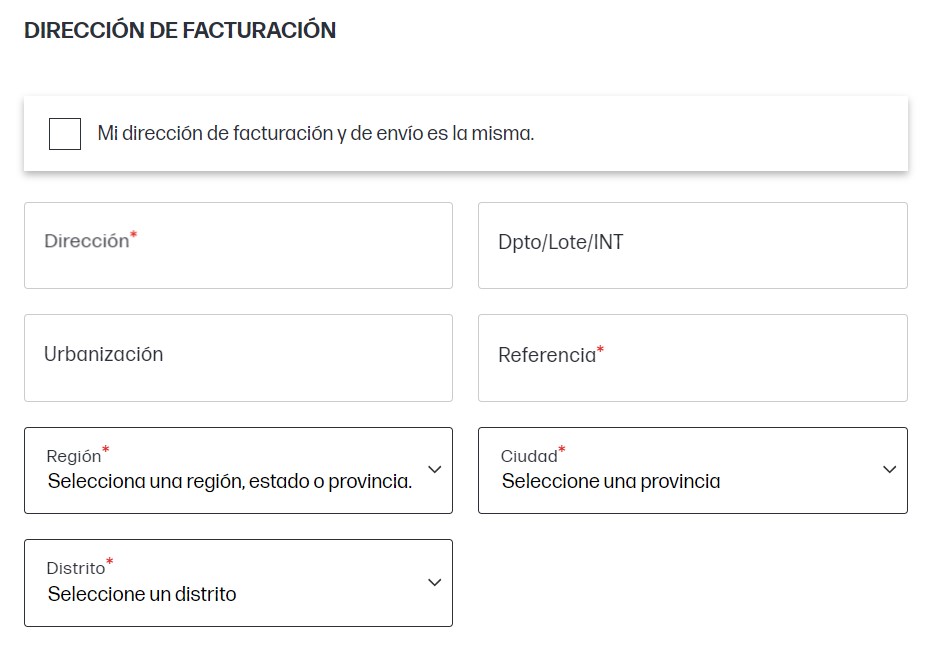 DIRECCIÓN DE FACTURACIÓN
Mi dirección de facturación y de envío es la misma.
Dirección*
Dpto/Lote/INT
Urbanización
Referencia*
Región*
Selecciona una región, estado o provincia.
Ciudad*
Seleccione una provincia
Distrito*
Seleccione un distrito